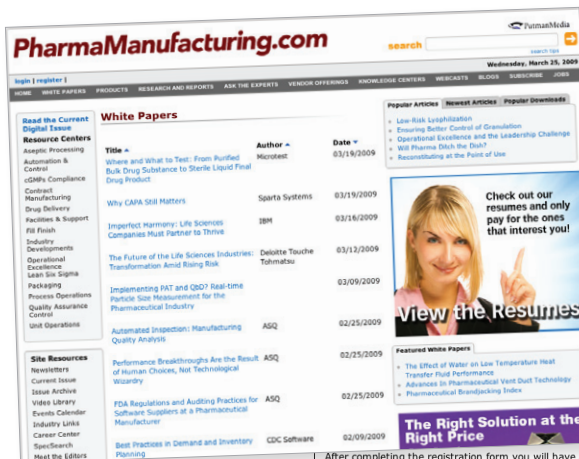 PutmanMedia
PharmaManufacturing.com
search
search tips
login | register |
Wednesday, March 25, 2009
HOME WHITE PAPERS PRODUCTS RESEARCH AND REPORTS ASK THE EXPERTS VENDOR OFFERINGS KNOWLEDGE CENTERS WEBCASTS BLOGS SUBSCRIBE JOBS
Read the Current
Digital Issue
Resource Centers
Aseptic Processing
Automation &
Control
cGMPs Compliance
Contract
Manufacturing
Drug Delivery
Facilities & Support
Fill Finish
Industry
Developments
Operational
Excellence
Lean Six Sigma
Packaging
Process Operations
Quality Assurance
Control
Unit Operations
Site Resources
Newsletters
Current Issue
Issue Archive
Video Library
Events Calendar
Industry Links
Career Center
SpecSearch
Meet the Editors
White Papers
Title Author Date
Where and What to Test: From Purified Microtest 03/19/2009
Bulk Drug Substance to Sterile Liquid Final
Drug Product
Why CAPA Still Matters Sparta Systems 03/19/2009
Imperfect Harmony: Life Sciences IBM 03/16/2009
Companies Must Partner to Thrive
The Future of the Life Sciences Industries: Deloitte Touche 03/12/2009
Transformation Amid Rising Risk Tohmatsu
Implementing PAT and QbD? Real-time 03/09/2009
Particle Size Measurement for the
Pharmaceutical Industry
Automated Inspection: Manufacturing ASQ 02/25/2009
Quality Analysis
Performance Breakthroughs Are the Result ASQ 02/25/2009
of Human Choices, Not Technological
Wizardry
FDA Regulations and Auditing Practices for ASQ 02/25/2009
Software Suppliers at a Pharmaceutical
Manufacturer
Best Practices in Demand and Inventory CDC Software 02/09/2009
Planning
Popular Articles Newest Articles Popular Downloads
Low-Risk Lyophilization
Ensuring Better Control of Granulation
Operational Excellence and the Leadership Challenge
Will Pharma Ditch the Dish?
Reconstituting at the Point of Use
Check out our
resumes and only
pay for the ones
that interest you!
View the Resumes
Featured White Papers
The Effect of Water on Low Temperature Heat
Transfer Fluid Performance
Advances In Pharmaceutical Vent Duct Technology
Pharmaceutical Brandjacking Index
The Right Solution at the
Right Price
After completing the registration form you will have